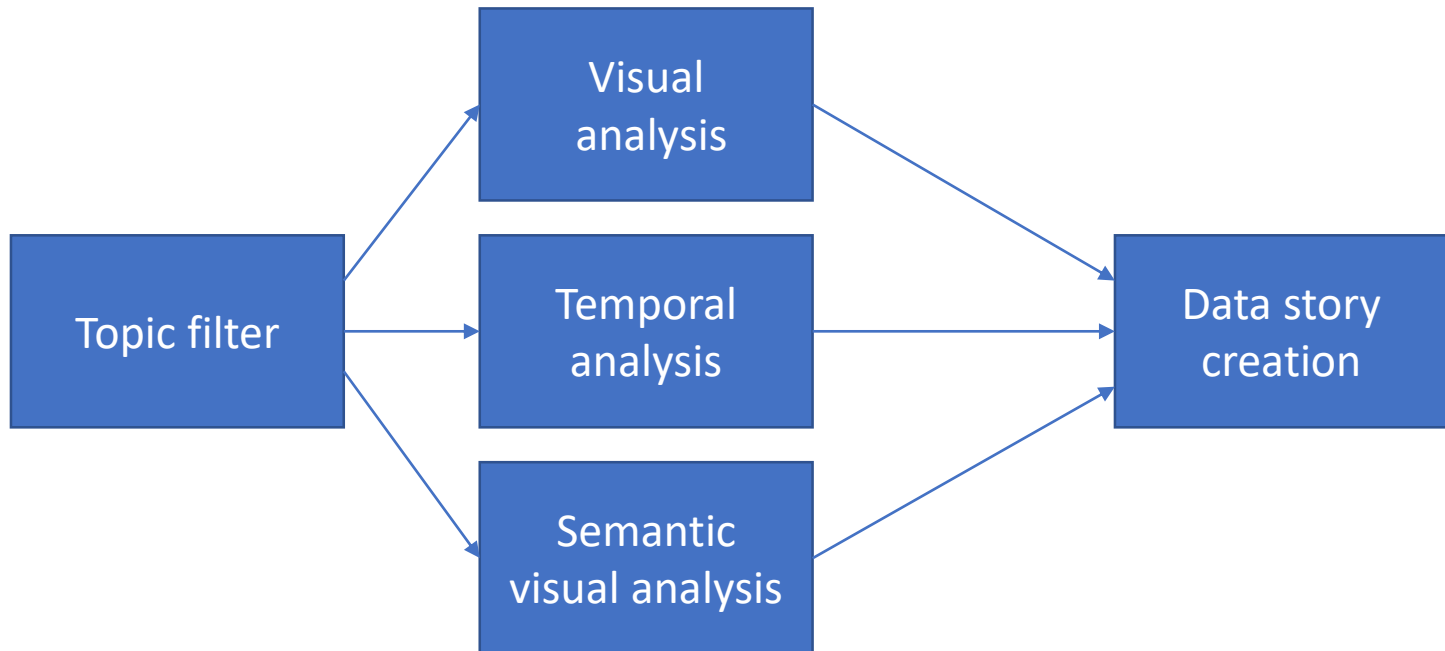 Visual
analysis
Topic filter
Temporal
analysis
Data story
creation
Semantic
visual analysis